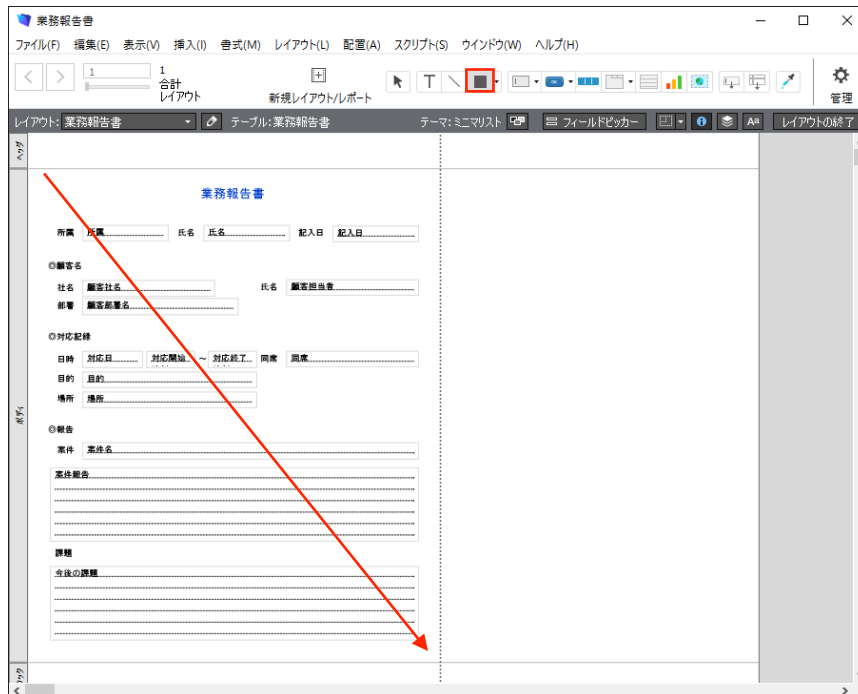 業務報告書
ファイル(F) 編集(E) 表示(V) 挿入(I) 書式(M) レイアウト(L) 配置(A) スクリプト(S) ウインドウ(W) ヘルプ(H)
1 1
合計
レイアウト 新規レイアウト/レポート T 管理
レイアウト: 業務報告書 テーブル:業務報告書 テーマ: ミニマリスト フィールドピッカー Aa レイアウトの終了
ヘッダ
業務報告書
所属 所属 氏名 氏名 記入日 記入日
◎顧客名
社名 顧客社名 氏名 顧客担当者
部署 顧客部署名
◎対応記録
日時 対応日 対応開始 ~ 対応終了 同席 同席
目的 目的
場所 場所
ボディ
◎報告
案件 案件名
案件報告
課題
今後の課題